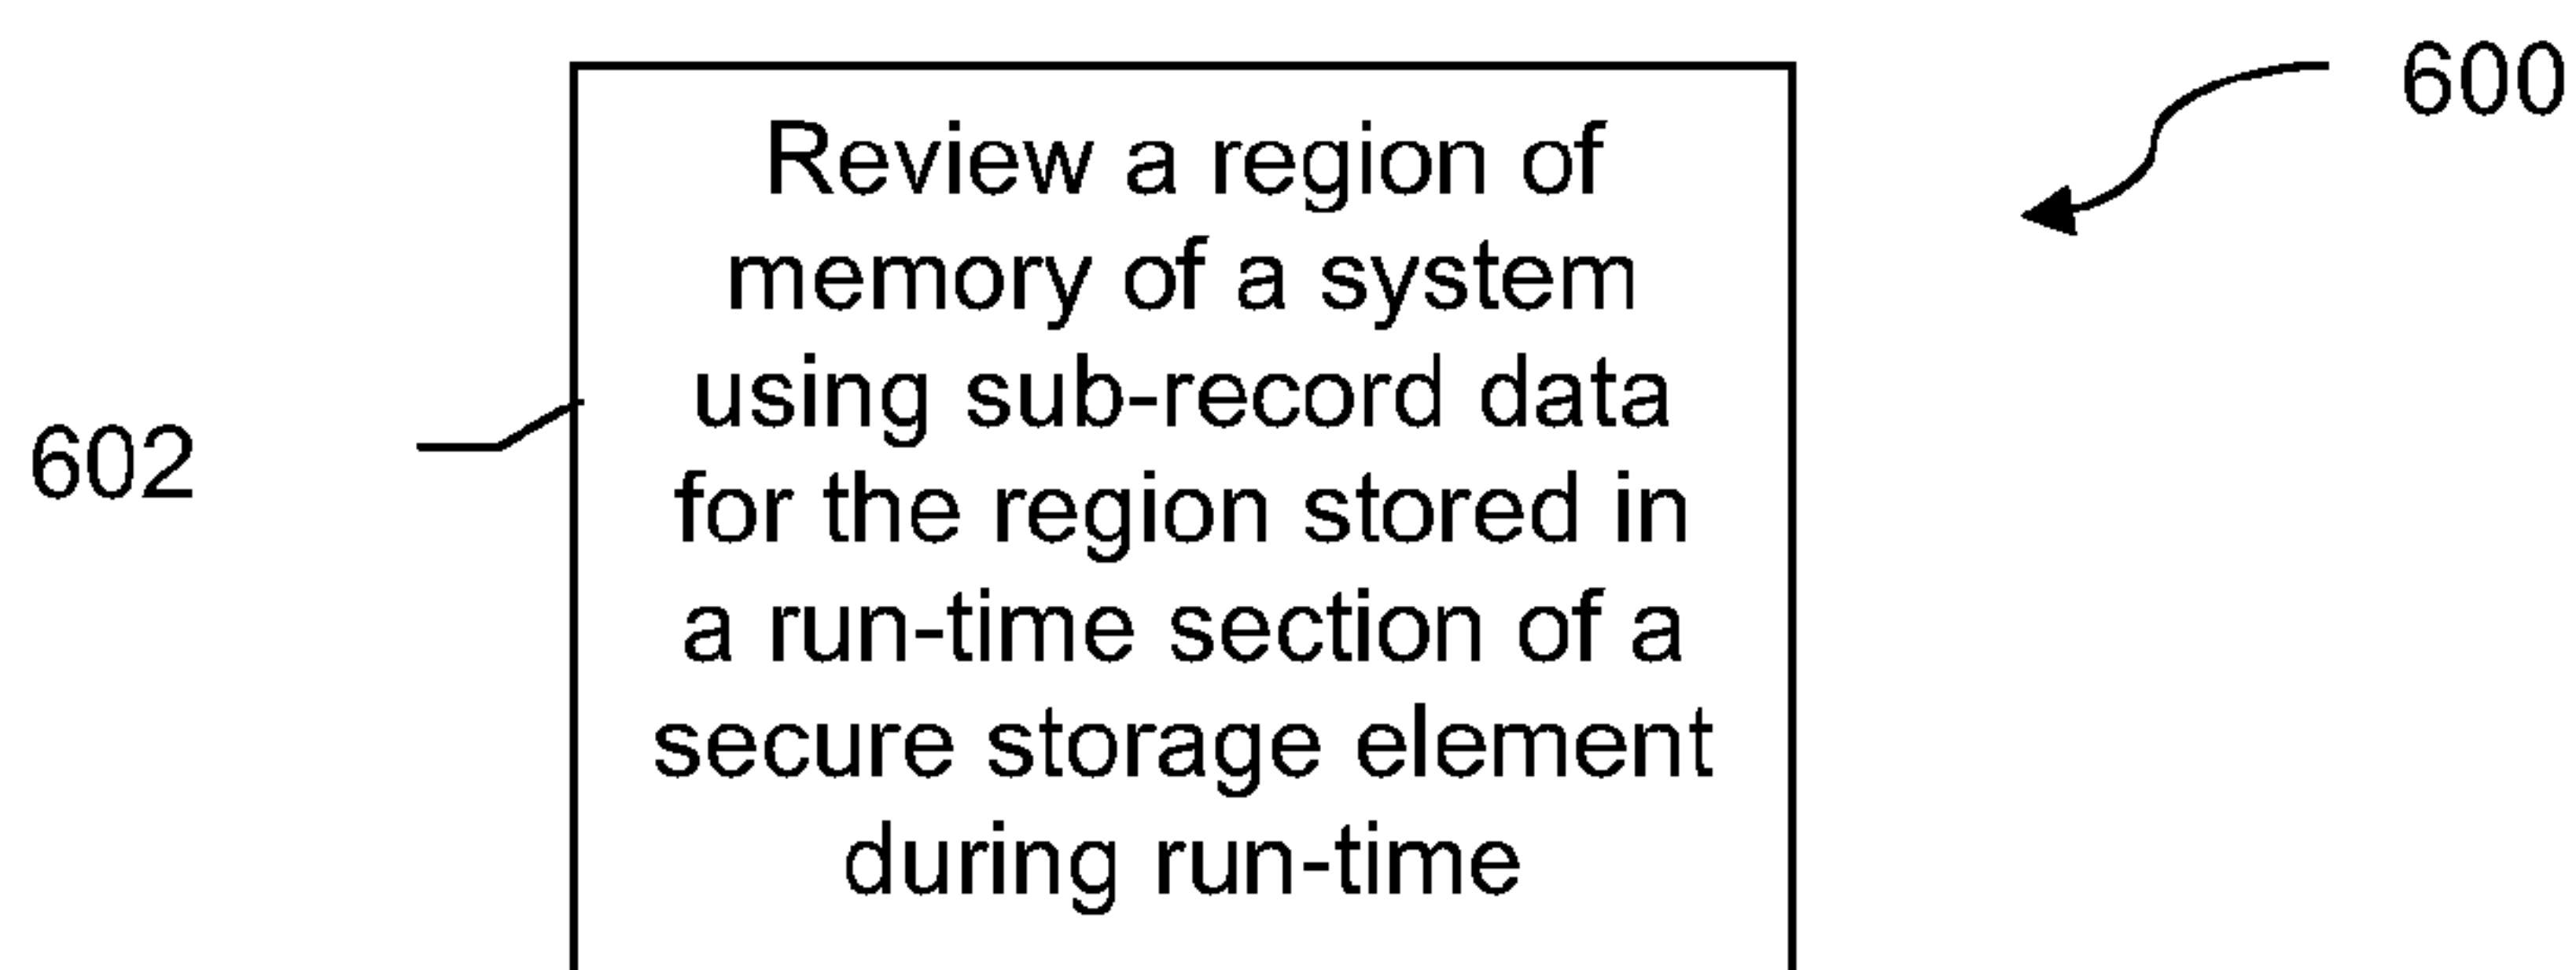 600
Review a region of
memory of a system
using sub-record data
for the region stored in
a run-time section of a
secure storage element
during run-time
602